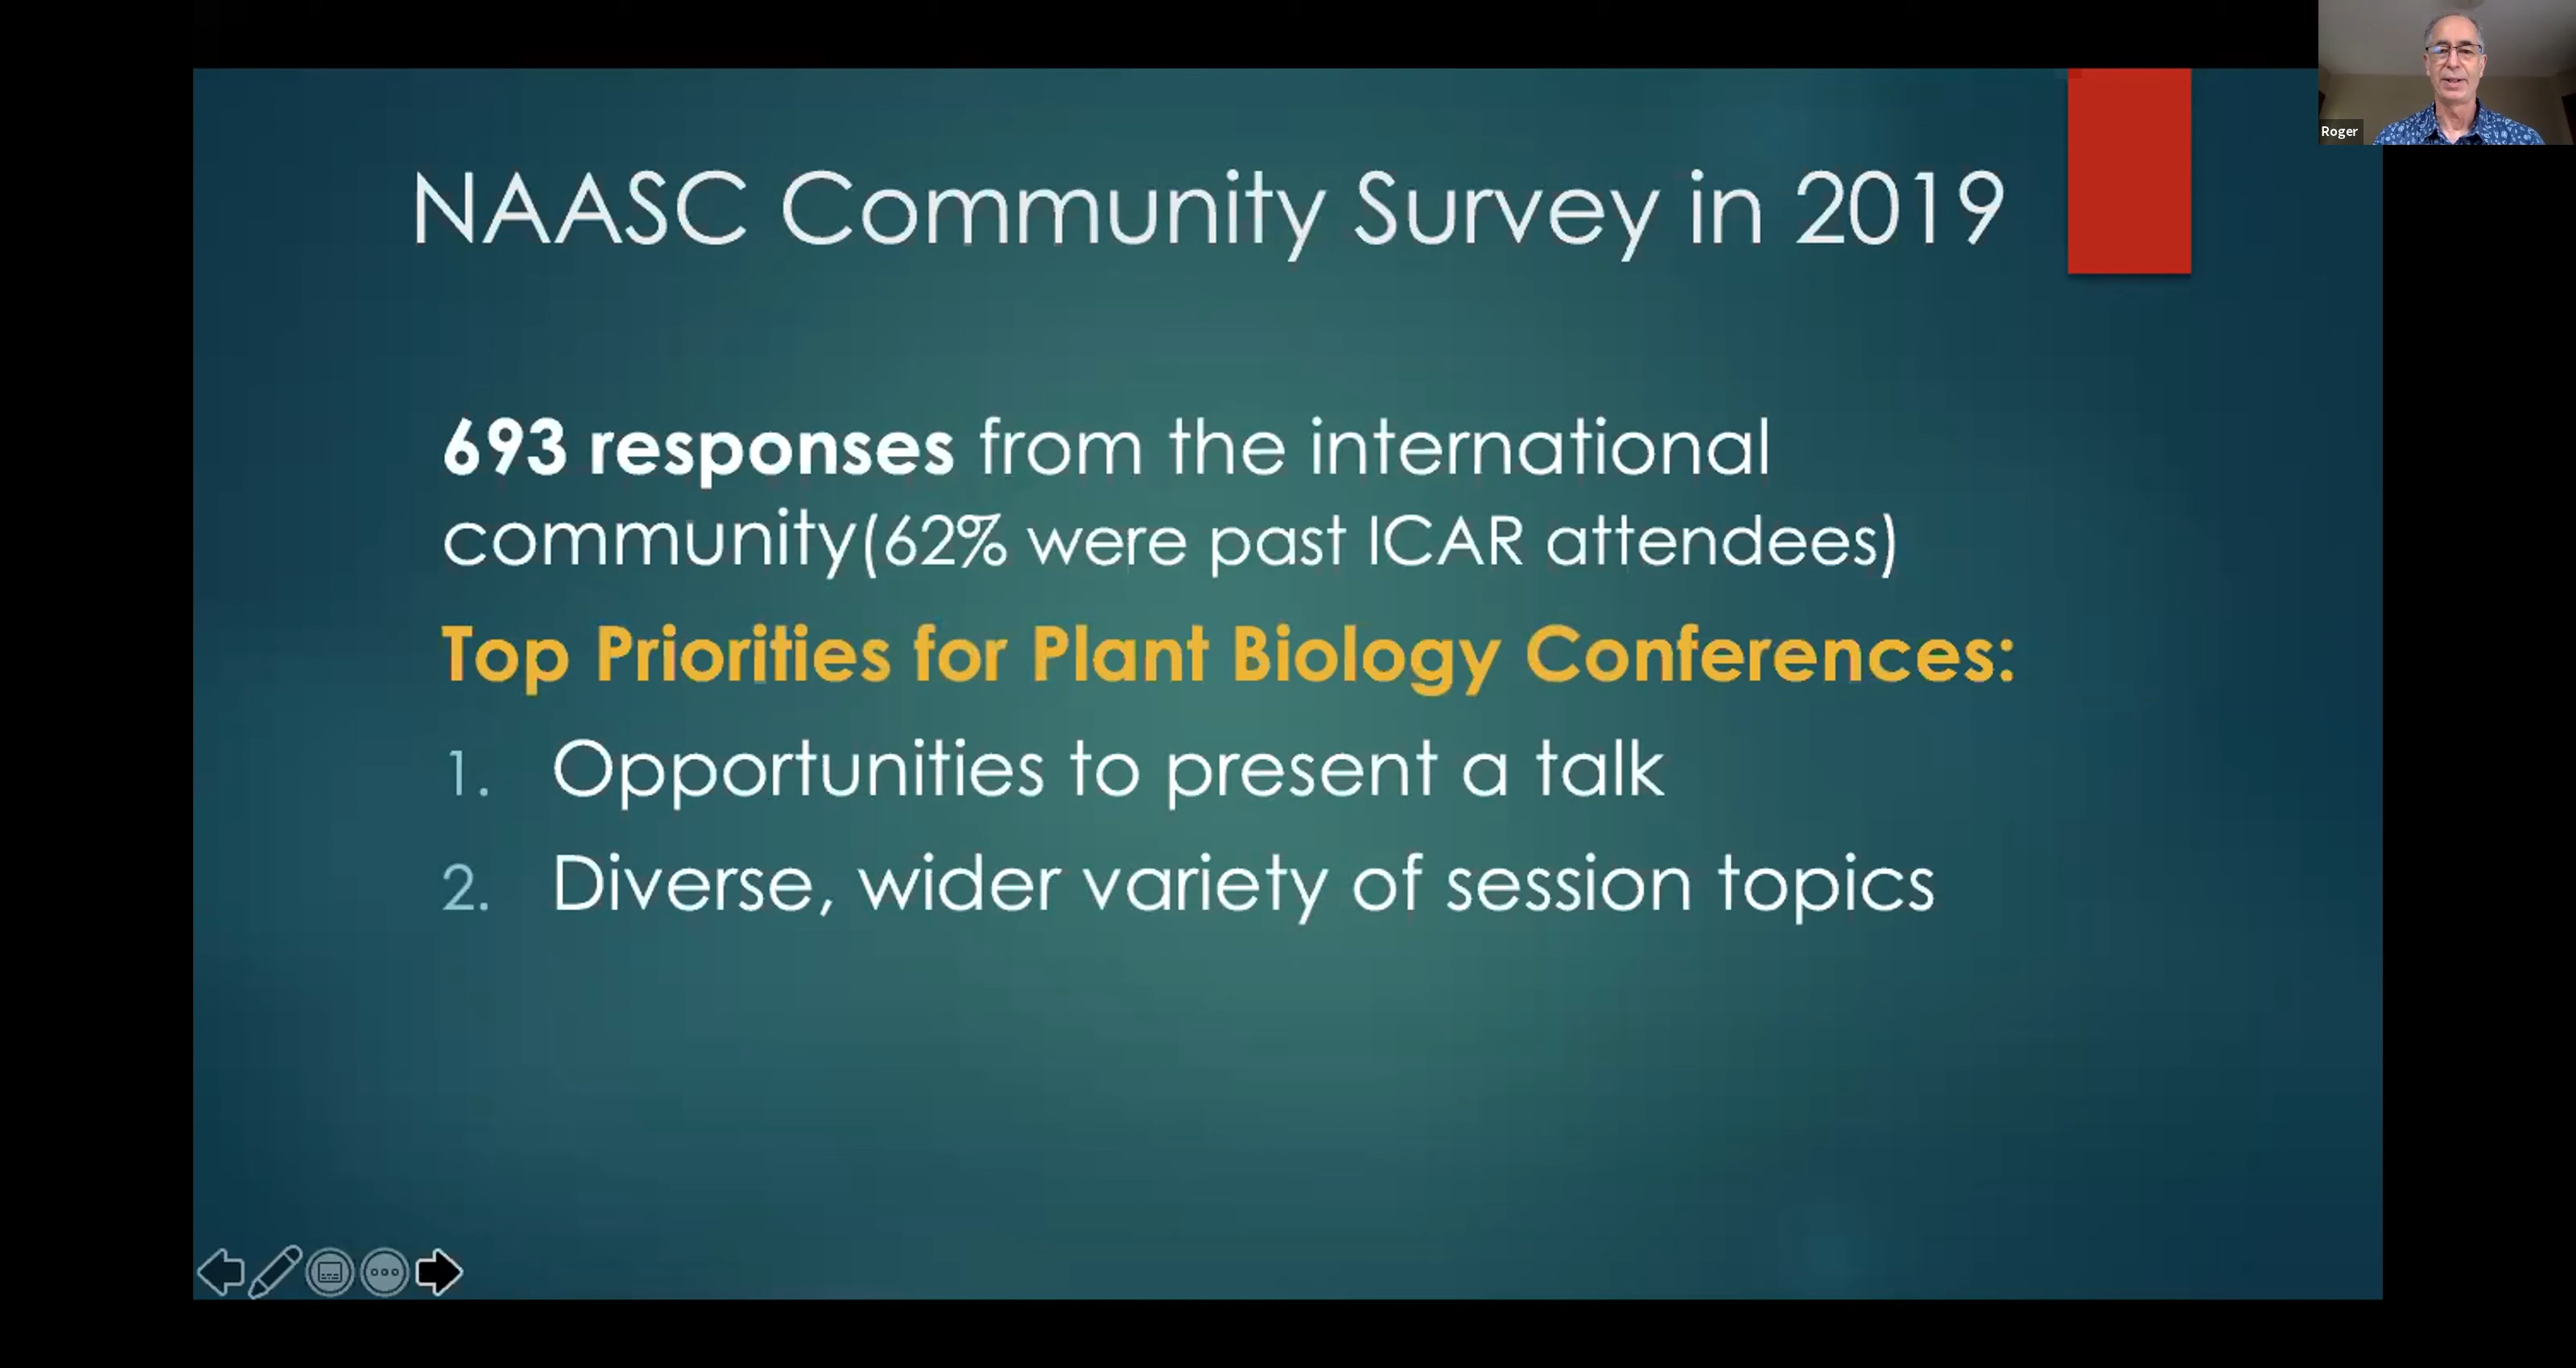 Roger
NAASC Community Survey in 2019
693 responses from the international
community(62% were past ICAR attendees)
Top Priorities for Plant Biology Conferences:
1. Opportunities to present a talk
2. Diverse, wider variety of session topics